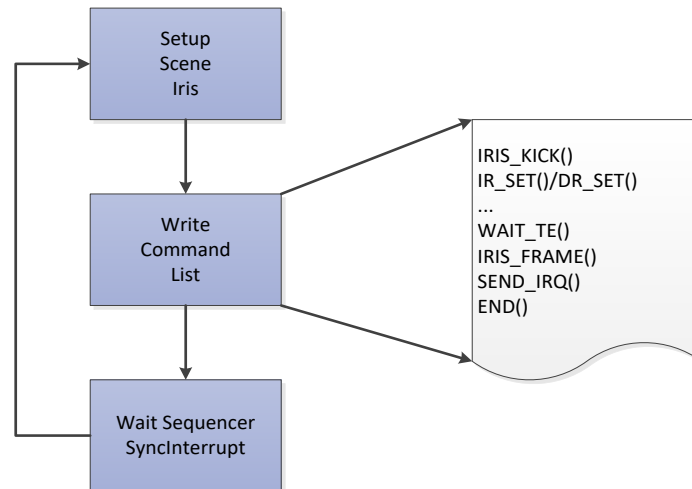 Setup
Scene
Iris
Write
Command
List
Wait Sequencer
SyncInterrupt
IRIS_KICK()
IR_SET()/DR_SET()
...
WAIT_TE()
IRIS_FRAME()
SEND_IRQ()
END()